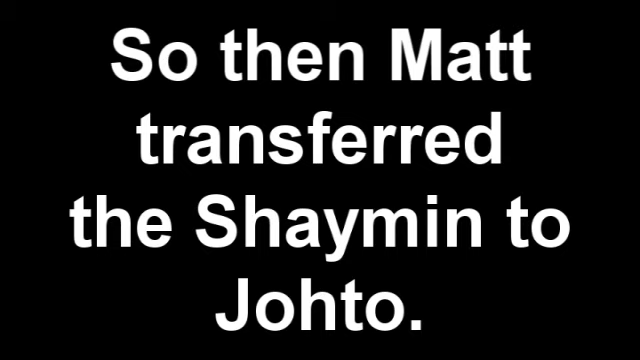 So then Matt
transferred
the Shaymin to
Johto.